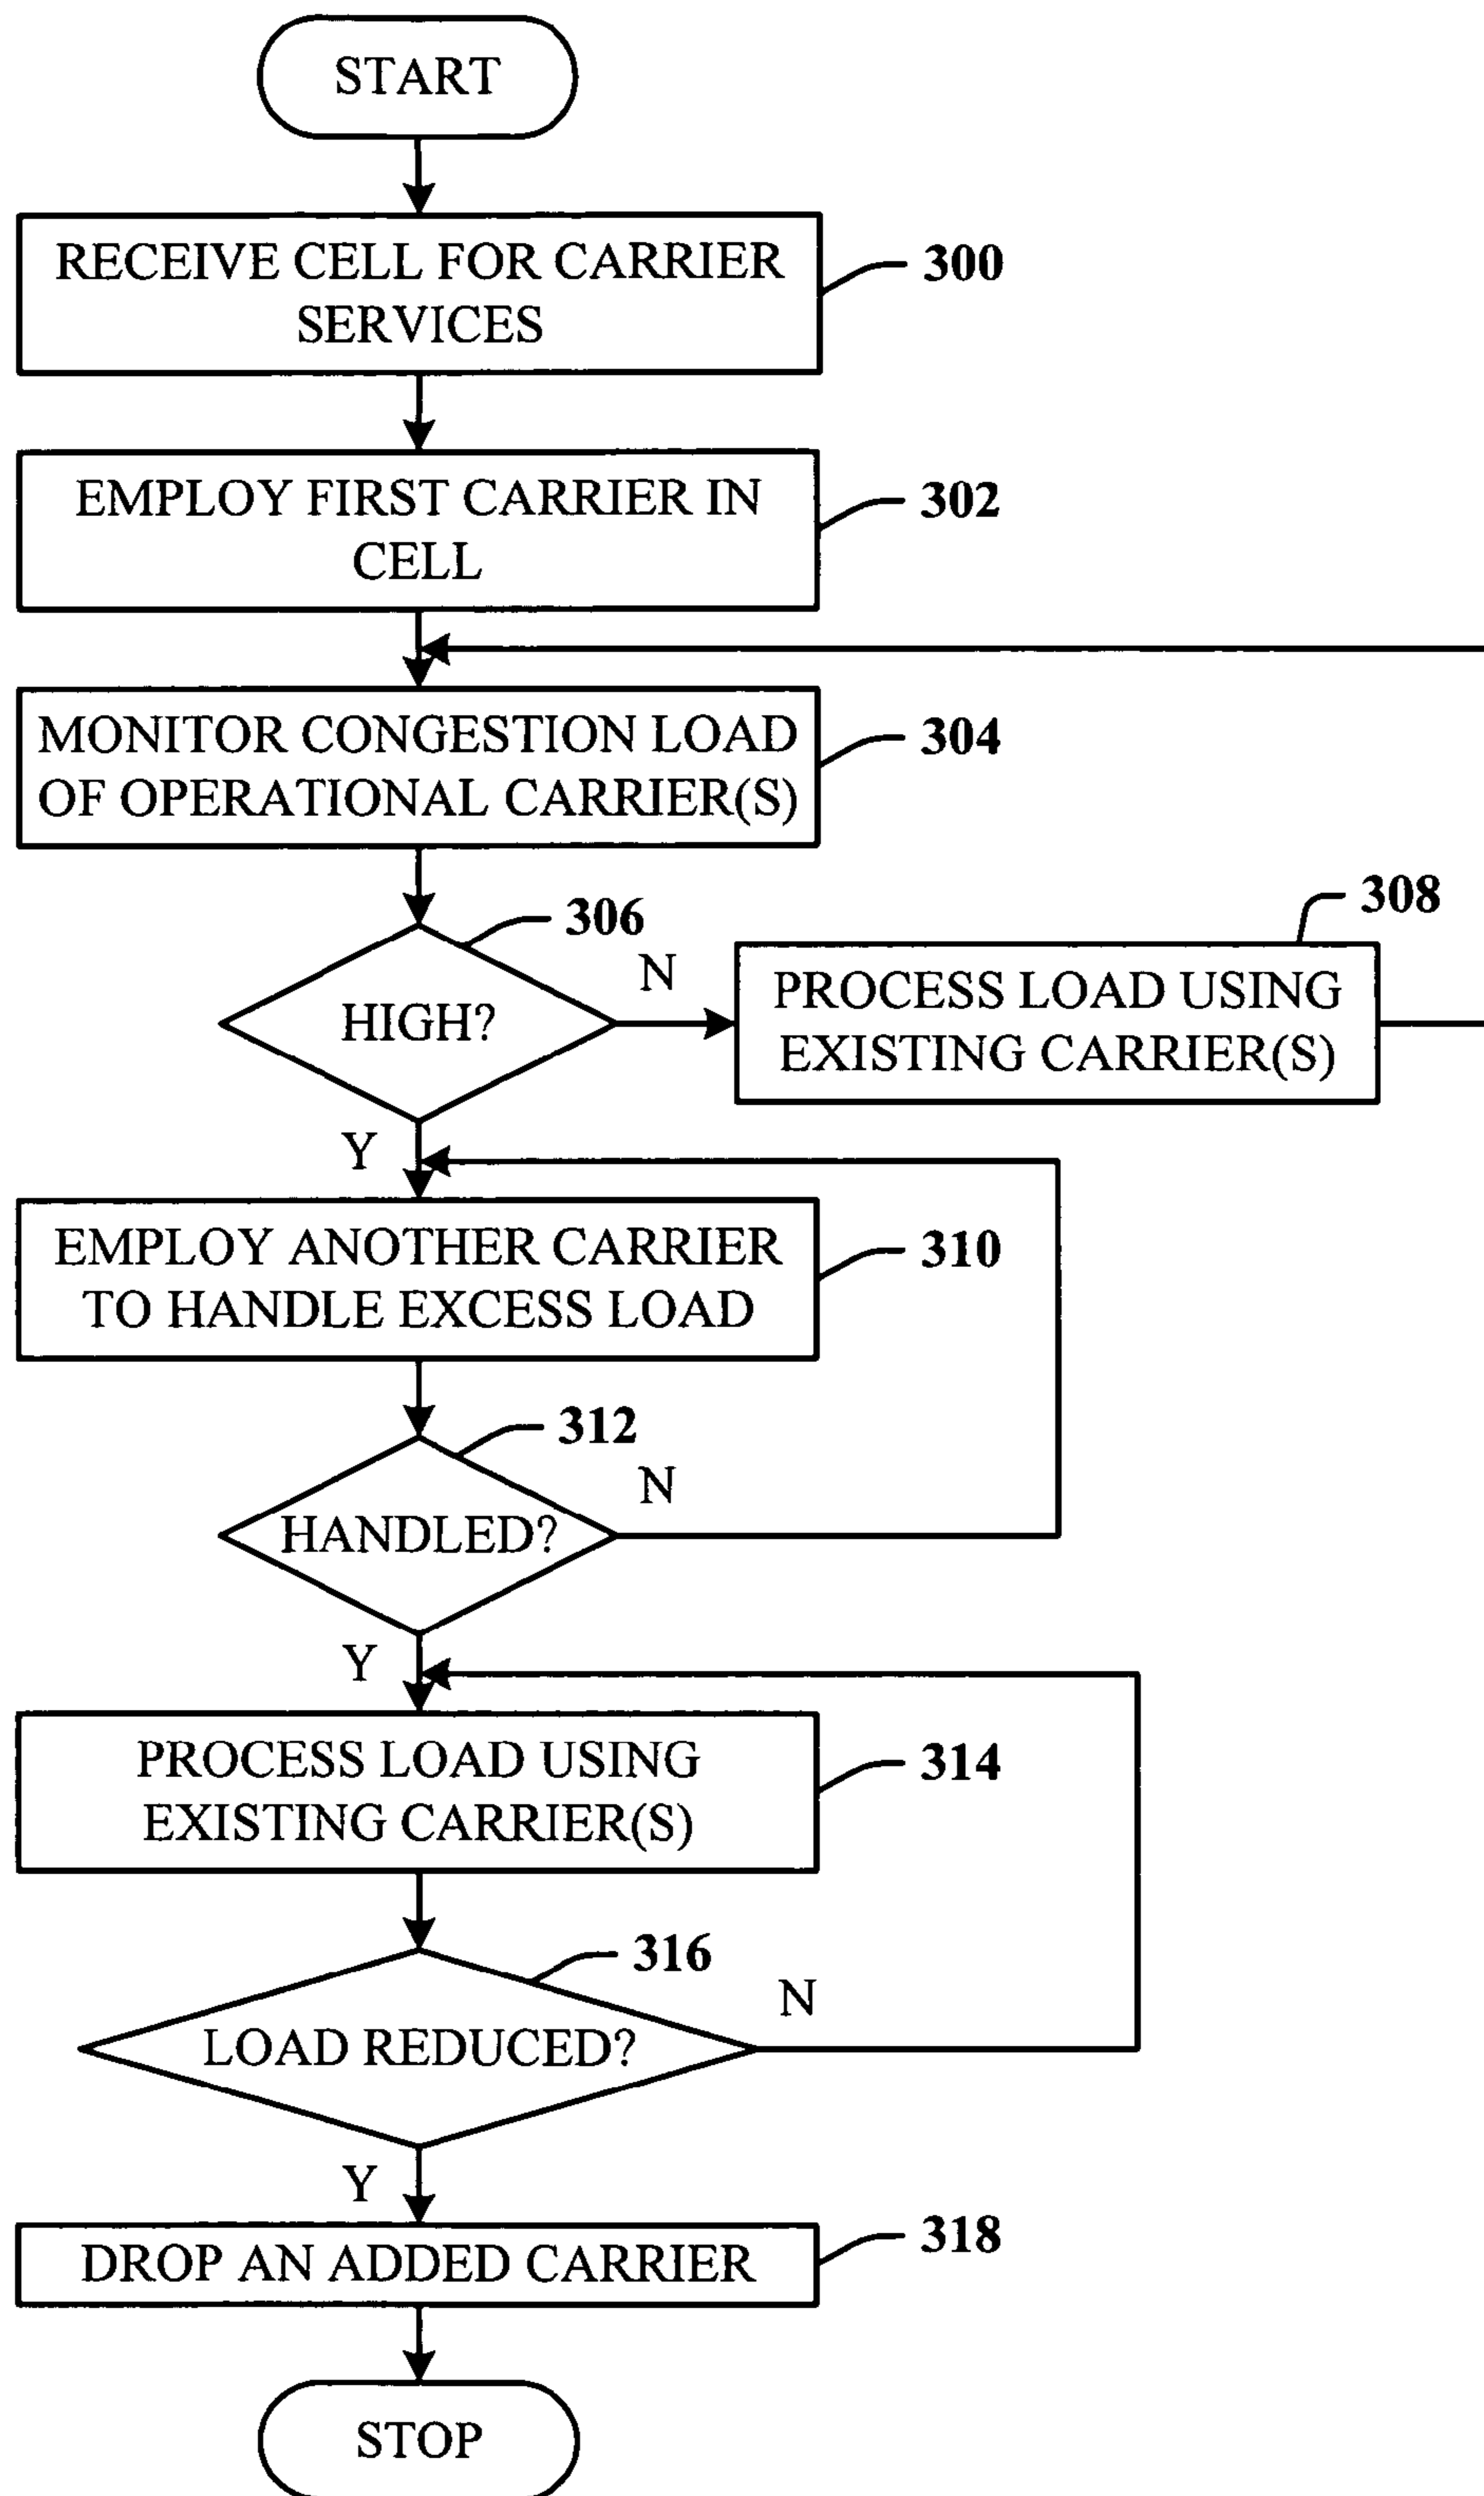 START
RECEIVE CELL FOR CARRIER
SERVICES
300
EMPLOY FIRST CARRIER IN
CELL
302
MONITOR CONGESTION LOAD
OF OPERATIONAL CARRIER(S)
304
306
HIGH?
N
308
PROCESS LOAD USING
EXISTING CARRIER(S)
Y
EMPLOY ANOTHER CARRIER
TO HANDLE EXCESS LOAD
310
312
HANDLED?
N
Y
PROCESS LOAD USING
EXISTING CARRIER(S)
314
316
LOAD REDUCED?
N
Y
DROP AN ADDED CARRIER
318
STOP